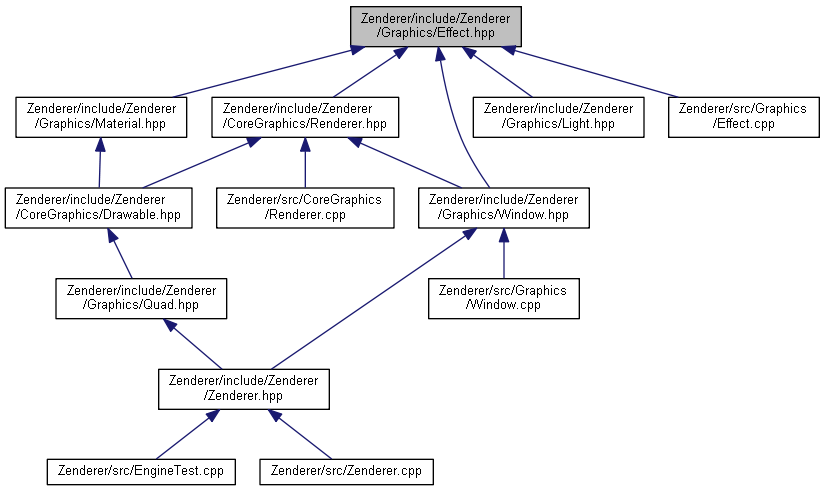 Zenderer/include/Zenderer
/Graphics/Effect.hpp
Zenderer/include/Zenderer
/Graphics/Material.hpp
Zenderer/include/Zenderer
/CoreGraphics/Renderer.hpp
Zenderer/include/Zenderer
/Graphics/Light.hpp
Zenderer/src/Graphics
/Effect.cpp
Zenderer/include/Zenderer
/CoreGraphics/Drawable.hpp
Zenderer/src/CoreGraphics
/Renderer.cpp
Zenderer/include/Zenderer
/Graphics/Window.hpp
Zenderer/include/Zenderer
/Graphics/Quad.hpp
Zenderer/src/Graphics
/Window.cpp
Zenderer/include/Zenderer
/Zenderer.hpp
Zenderer/src/EngineTest.cpp
Zenderer/src/Zenderer.cpp